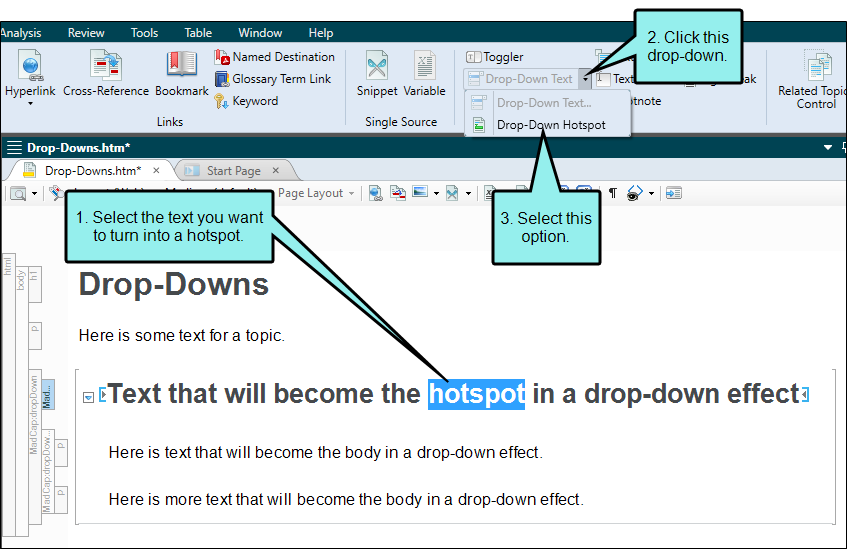 Analysis Review Tools Table Window Help
2. Click this
drop-down.
Hyperlink
Cross-Reference
Bookmark
Named Destination
Glossary Term Link
Keyword
Links
Snippet Variable
Single Source
Toggler
Drop-Down Text
Drop-Down Text...
Drop-Down Hotspot
Text
Related Topic
Control
Drop-Downs.htm*
Drop-Downs.htm* × Start Page ×
Page Layout
1. Select the text you want
to turn into a hotspot.
3. Select this
option.
html
body
h1
p
MadCap:dropDown
Mad...
MadCap:dropDow...
p
p
Drop-Downs
Here is some text for a topic.
Text that will become the hotspot in a drop-down effect
Here is text that will become the body in a drop-down effect.
Here is more text that will become the body in a drop-down effect.